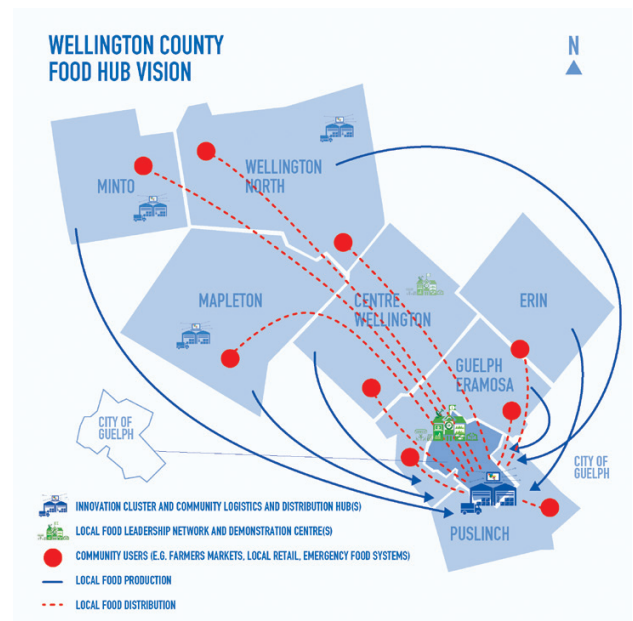 WELLINGTON COUNTY
FOOD HUB VISION
N
WELLINGTON
NORTH
MINTO
MAPLETON
CENTRE
WELLINGTON
ERIN
GUELPH
ERAMOSA
CITY OF
GUELPH
CITY OF
GUELPH
PUSLINCH
INNOVATION CLUSTER AND COMMUNITY LOGISTICS AND DISTRIBUTION HUB(S)
LOCAL FOOD LEADERSHIP NETWORK AND DEMONSTRATION CENTRE(S)
COMMUNITY USERS (E.G. FARMERS MARKETS, LOCAL RETAIL, EMERGENCY FOOD SYSTEMS)
LOCAL FOOD PRODUCTION
LOCAL FOOD DISTRIBUTION